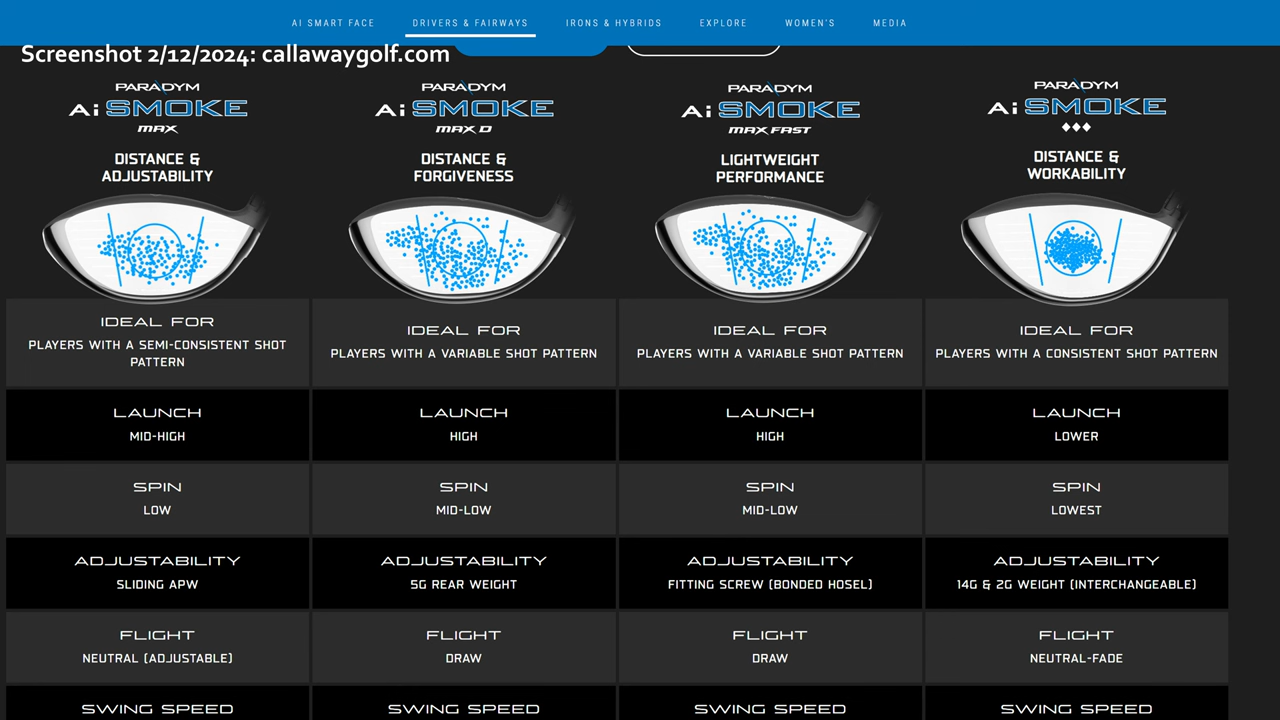 AI SMART FACE DRIVERS & FAIRWAYS IRONS & HYBRIDS EXPLORE WOMEN'S MEDIA
Screenshot 2/12/2024: callawaygolf.com
PARADYM
Ai SMOKE
MAX
DISTANCE &
ADJUSTABILITY
PARADYM
Ai SMOKE
MAX D
DISTANCE &
FORGIVENESS
PARADYM
Ai SMOKE
MAX FAST
LIGHTWEIGHT
PERFORMANCE
PARADYM
Ai SMOKE
♦♦♦
DISTANCE &
WORKABILITY
IDEAL FOR
PLAYERS WITH A SEMI-CONSISTENT SHOT
PATTERN
IDEAL FOR
PLAYERS WITH A VARIABLE SHOT PATTERN
IDEAL FOR
PLAYERS WITH A VARIABLE SHOT PATTERN
IDEAL FOR
PLAYERS WITH A CONSISTENT SHOT PATTERN
LAUNCH
MID-HIGH
LAUNCH
HIGH
LAUNCH
HIGH
LAUNCH
LOWER
SPIN
LOW
SPIN
MID-LOW
SPIN
MID-LOW
SPIN
LOWEST
ADJUSTABILITY
SLIDING APW
ADJUSTABILITY
5G REAR WEIGHT
ADJUSTABILITY
FITTING SCREW (BONDED HOSEL)
ADJUSTABILITY
14G & 2G WEIGHT (INTERCHANGEABLE)
FLIGHT
NEUTRAL (ADJUSTABLE)
FLIGHT
DRAW
FLIGHT
DRAW
FLIGHT
NEUTRAL-FADE
SWING SPEED
SWING SPEED
SWING SPEED
SWING SPEED